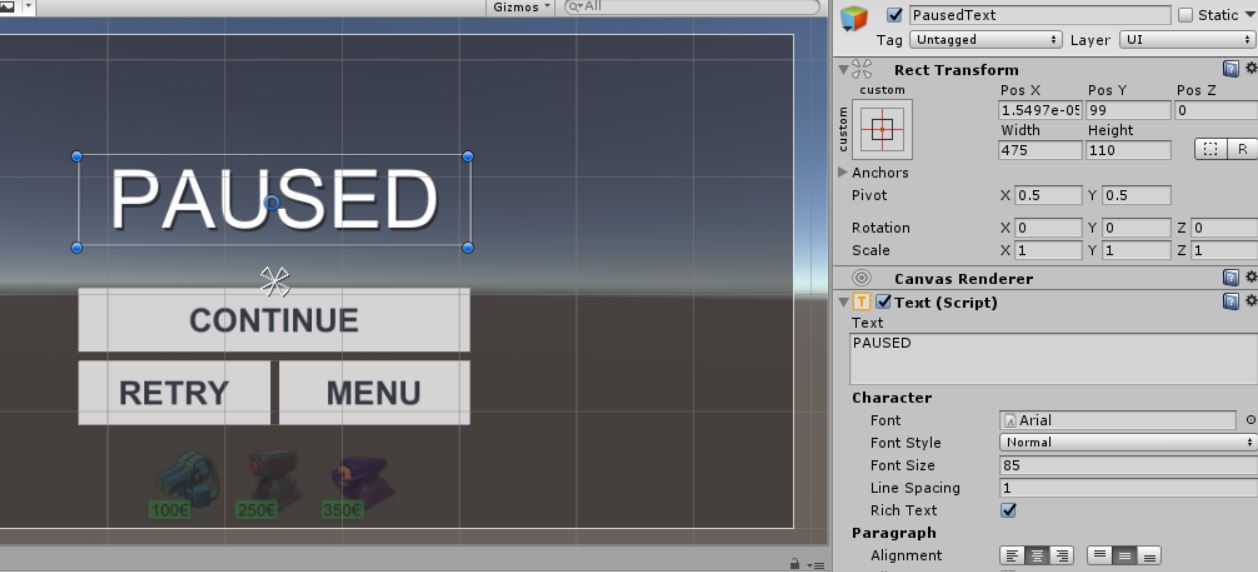 Gizmos All
PAUSED
CONTINUE
RETRY MENU
100€ 250€ 350€
PausedText Static
Tag Untagged Layer UI
Rect Transform
custom Pos X Pos Y Pos Z
custom 1.5497e-05 99 0
Width Height
475 110 R
Anchors
Pivot X 0.5 Y 0.5
Rotation X 0 Y 0 Z 0
Scale X 1 Y 1 Z 1
Canvas Renderer
T Text (Script)
Text
PAUSED
Character
Font Arial
Font Style Normal
Font Size 85
Line Spacing 1
Rich Text
Paragraph
Alignment